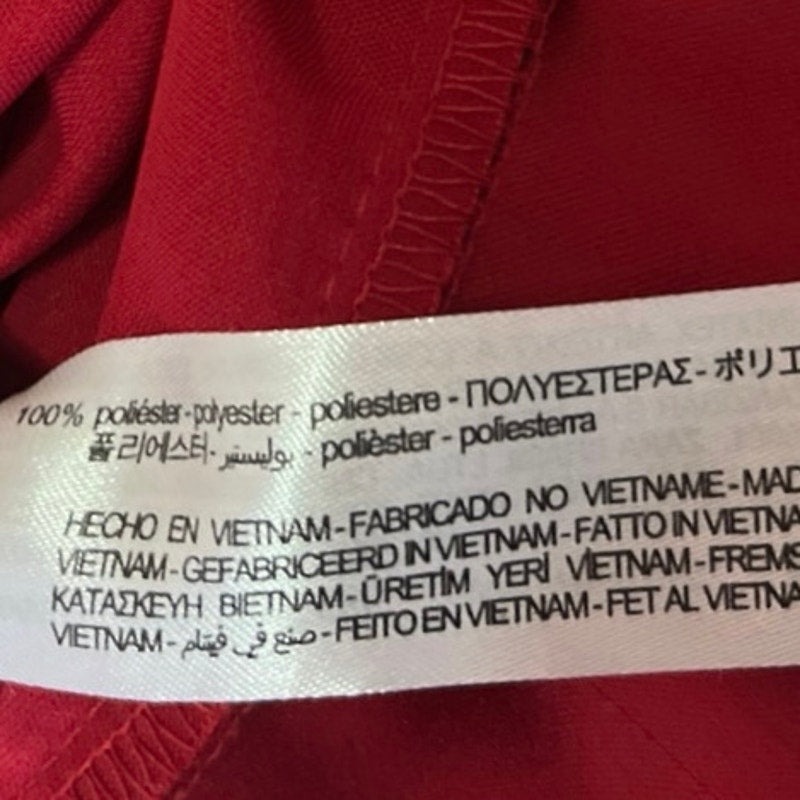 100% poliéster - polyester - poliestere - ΠΟΛΥΕΣΤΕΡΑΣ - ポリエ
폴리에스터 - بوليستير - polièster - poliesterra
HECHO EN VIETNAM - FABRICADO NO VIETNAME - MAD
VIETNAM - GEFABRICEERD IN VIETNAM - FATTO IN VIETNA
ΚΑΤΑΣΚΕΥΗ ΒΙΕΤΝΑΜ - ÜRETİM YERİ VİETNAM - FREMS
VIETNAM - صنع في فيتنام - FEITO EN VIETNAM - FET AL VIETNA